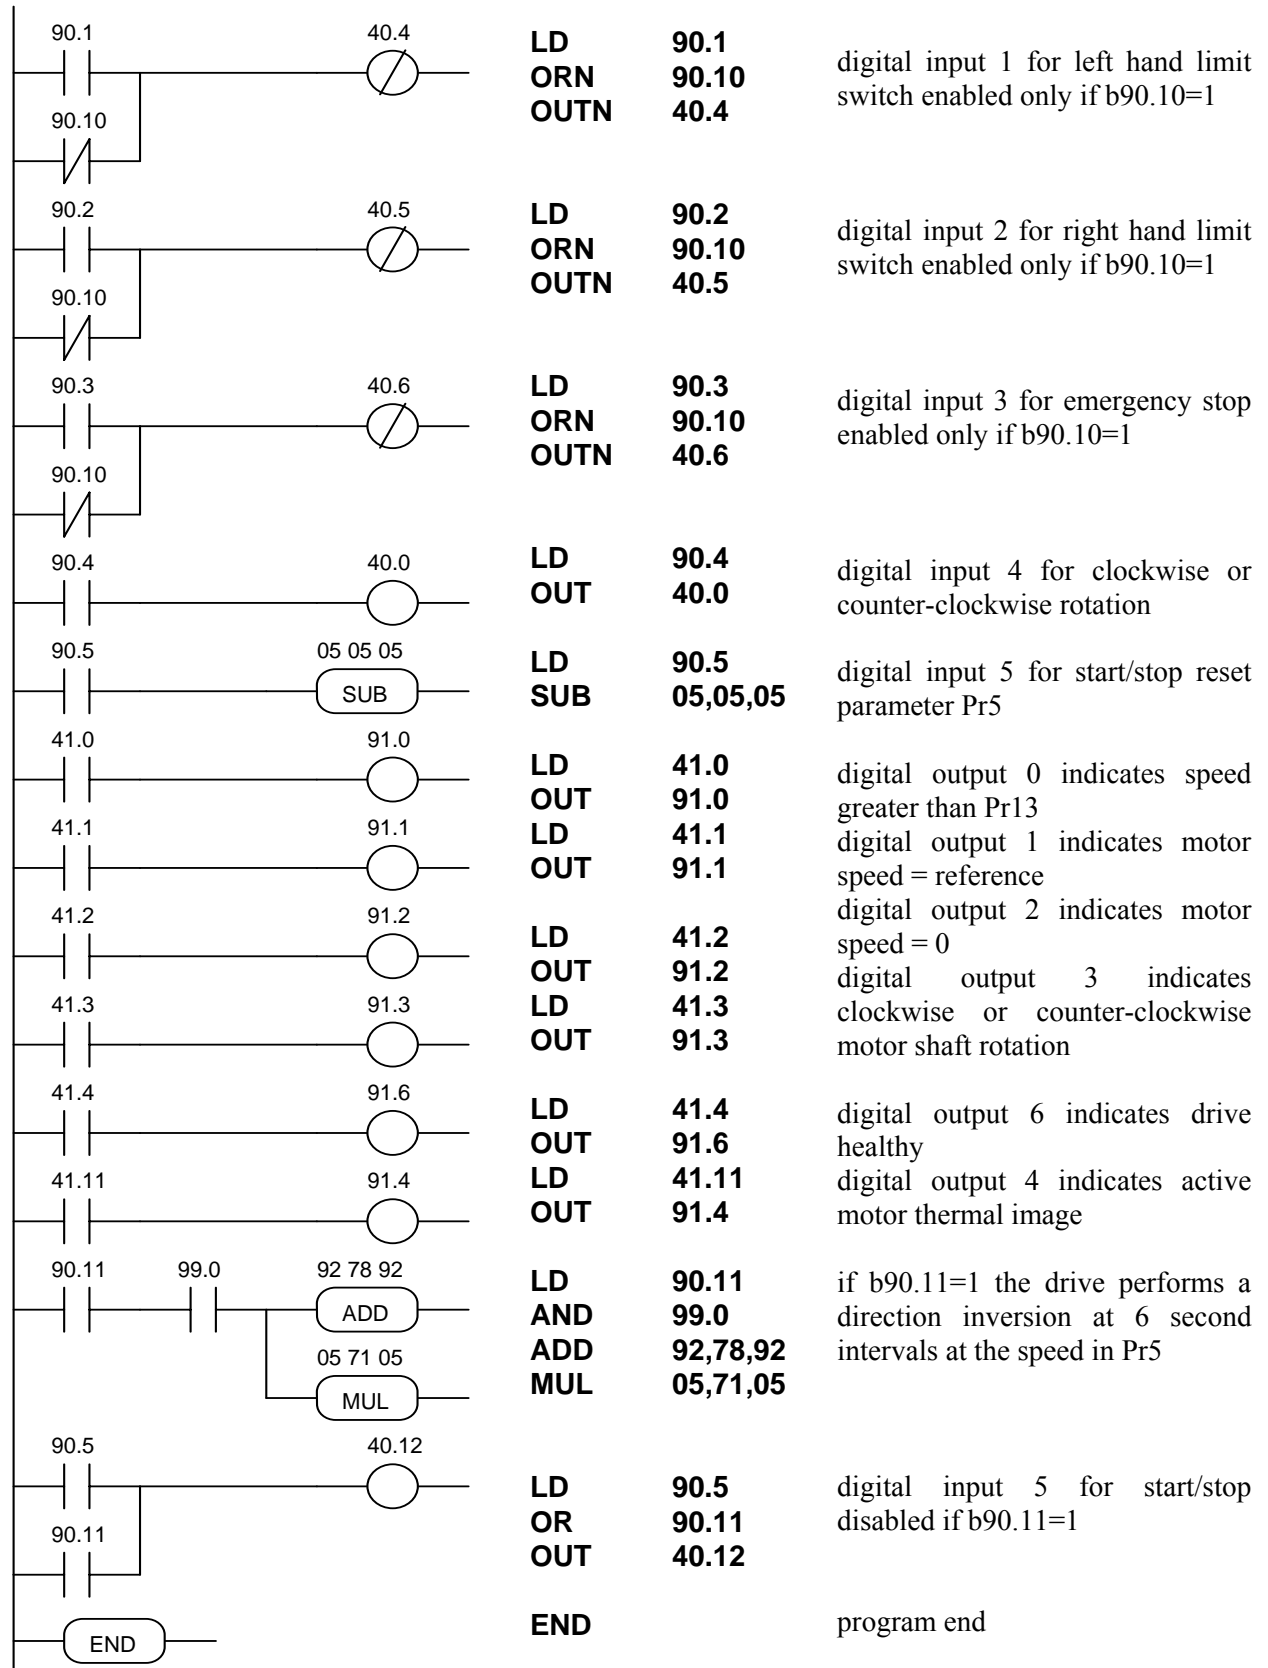 90.1 40.4
90.10
LD 90.1
ORN 90.10
OUTN 40.4
digital input 1 for left hand limit
switch enabled only if b90.10=1
90.2 40.5
90.10
LD 90.2
ORN 90.10
OUTN 40.5
digital input 2 for right hand limit
switch enabled only if b90.10=1
90.3 40.6
90.10
LD 90.3
ORN 90.10
OUTN 40.6
digital input 3 for emergency stop
enabled only if b90.10=1
90.4 40.0
LD 90.4
OUT 40.0
digital input 4 for clockwise or
counter-clockwise rotation
90.5 05 05 05
SUB
LD 90.5
SUB 05,05,05
digital input 5 for start/stop reset
parameter Pr5
41.0 91.0
LD 41.0
OUT 91.0
digital output 0 indicates speed
greater than Pr13
41.1 91.1
LD 41.1
OUT 91.1
digital output 1 indicates motor
speed = reference
41.2 91.2
LD 41.2
OUT 91.2
digital output 2 indicates motor
speed = 0
41.3 91.3
LD 41.3
OUT 91.3
digital output 3 indicates
clockwise or counter-clockwise
motor shaft rotation
41.4 91.6
LD 41.4
OUT 91.6
digital output 6 indicates drive
healthy
41.11 91.4
LD 41.11
OUT 91.4
digital output 4 indicates active
motor thermal image
90.11 99.0 92 78 92
ADD
05 71 05
MUL
LD 90.11
AND 99.0
ADD 92,78,92
MUL 05,71,05
if b90.11=1 the drive performs a
direction inversion at 6 second
intervals at the speed in Pr5
90.5 40.12
90.11
LD 90.5
OR 90.11
OUT 40.12
digital input 5 for start/stop
disabled if b90.11=1
END
END
program end